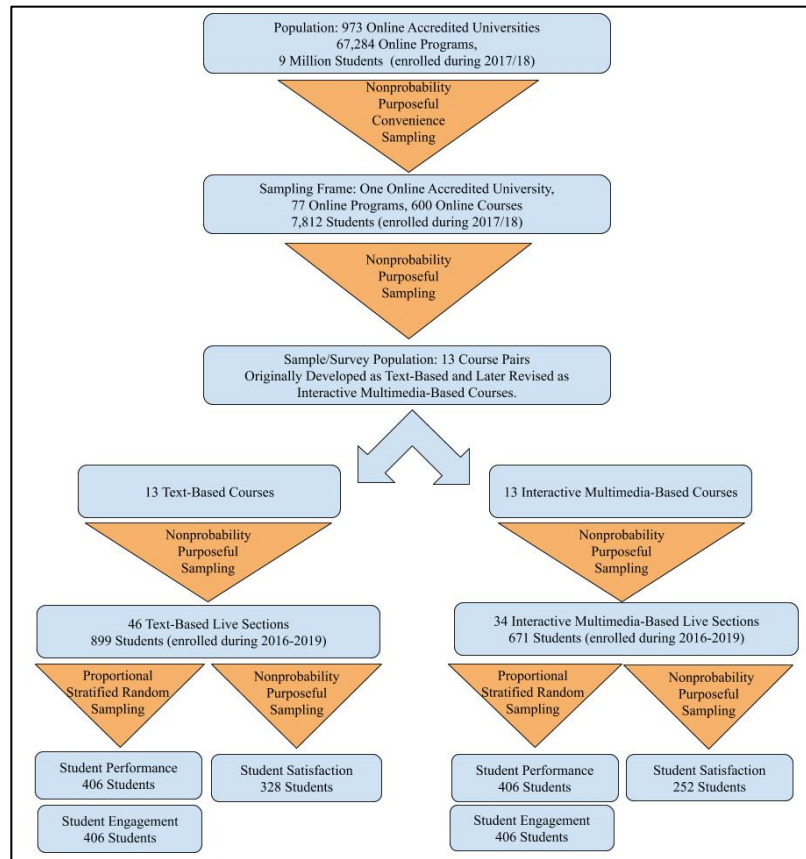 Population: 973 Online Accredited Universities
67,284 Online Programs,
9 Million Students (enrolled during 2017/18)
Nonprobability
Purposeful
Convenience
Sampling
Sampling Frame: One Online Accredited University,
77 Online Programs, 600 Online Courses
7,812 Students (enrolled during 2017/18)
Nonprobability
Purposeful
Sampling
Sample/Survey Population: 13 Course Pairs
Originally Developed as Text-Based and Later Revised as
Interactive Multimedia-Based Courses.
13 Text-Based Courses
Nonprobability
Purposeful
Sampling
46 Text-Based Live Sections
899 Students (enrolled during 2016-2019)
Proportional
Stratified Random
Sampling
Nonprobability
Purposeful
Sampling
Student Performance
406 Students
Student Engagement
406 Students
Student Satisfaction
328 Students
13 Interactive Multimedia-Based Courses
Nonprobability
Purposeful
Sampling
34 Interactive Multimedia-Based Live Sections
671 Students (enrolled during 2016-2019)
Proportional
Stratified Random
Sampling
Nonprobability
Purposeful
Sampling
Student Performance
406 Students
Student Engagement
406 Students
Student Satisfaction
252 Students